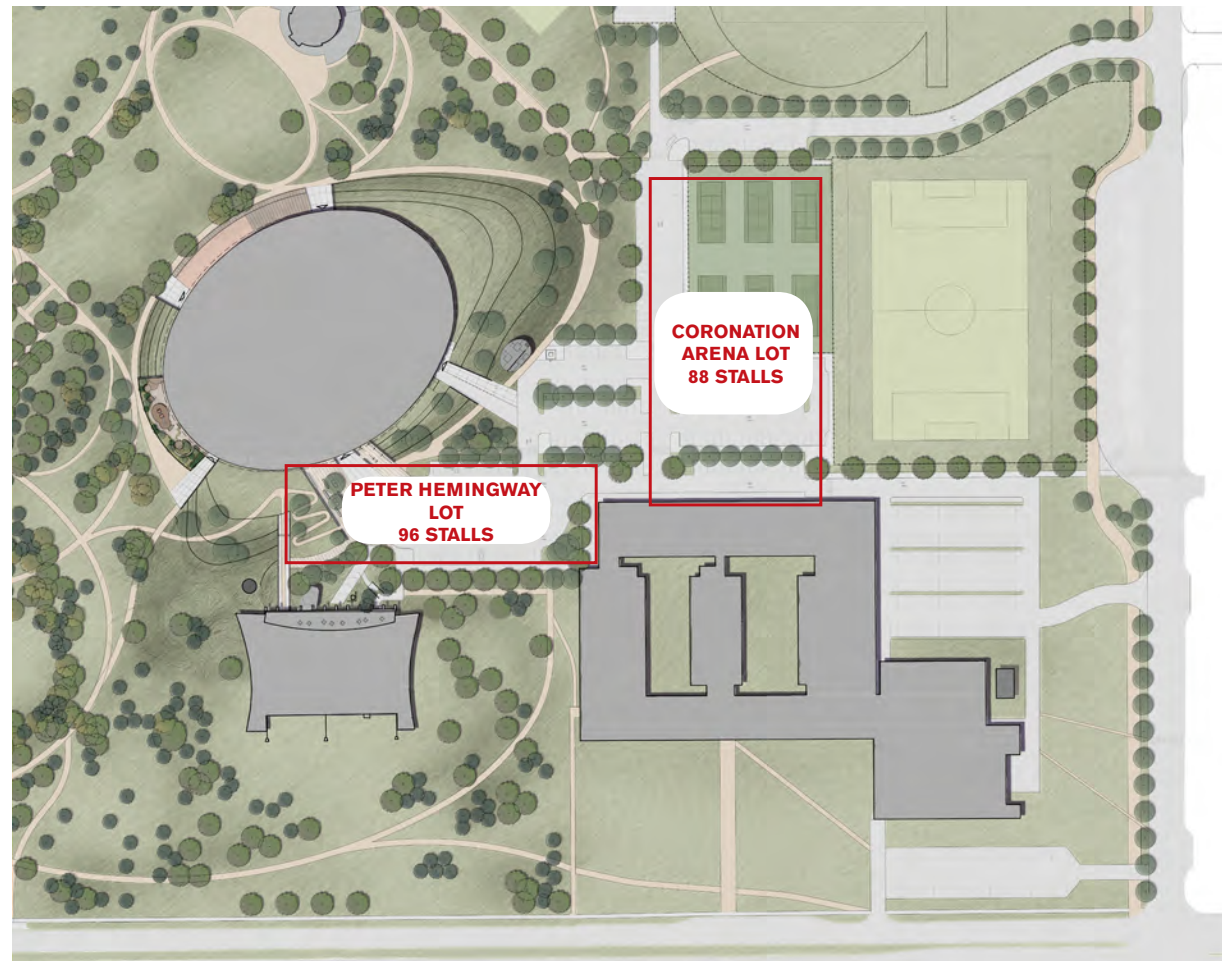 CORONATION
ARENA LOT
88 STALLS
PETER HEMINGWAY
LOT
96 STALLS